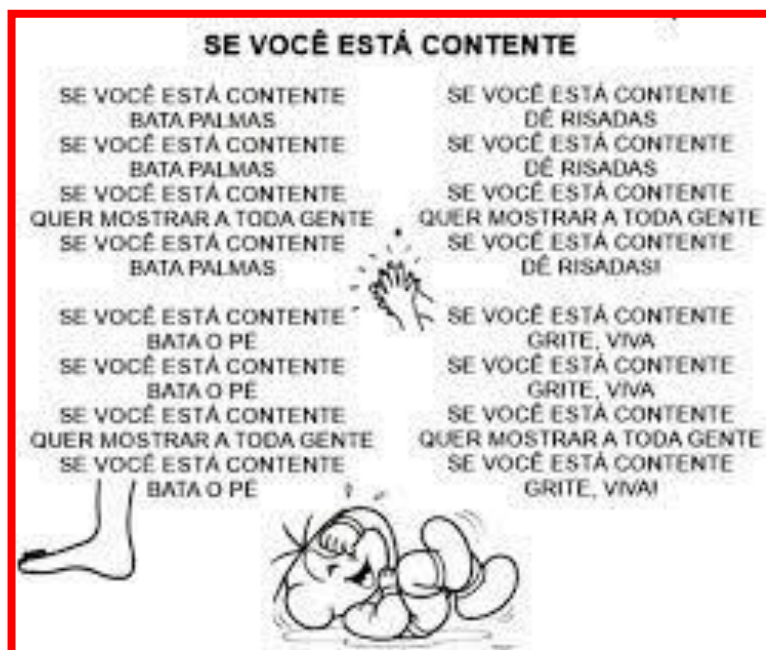 SE VOCÊ ESTÁ CONTENTE
SE VOCÊ ESTÁ CONTENTE
BATA PALMAS
SE VOCÊ ESTÁ CONTENTE
BATA PALMAS
SE VOCÊ ESTÁ CONTENTE
QUER MOSTRAR A TODA GENTE
SE VOCÊ ESTÁ CONTENTE
BATA PALMAS
SE VOCÊ ESTÁ CONTENTE
BATA O PÉ
SE VOCÊ ESTÁ CONTENTE
BATA O PÉ
SE VOCÊ ESTÁ CONTENTE
QUER MOSTRAR A TODA GENTE
SE VOCÊ ESTÁ CONTENTE
BATA O PÉ
SE VOCÊ ESTÁ CONTENTE
DÊ RISADAS
SE VOCÊ ESTÁ CONTENTE
DÊ RISADAS
SE VOCÊ ESTÁ CONTENTE
QUER MOSTRAR A TODA GENTE
SE VOCÊ ESTÁ CONTENTE
DÊ RISADAS!
SE VOCÊ ESTÁ CONTENTE
GRITE, VIVA
SE VOCÊ ESTÁ CONTENTE
GRITE, VIVA
SE VOCÊ ESTÁ CONTENTE
QUER MOSTRAR A TODA GENTE
SE VOCÊ ESTÁ CONTENTE
GRITE, VIVA!